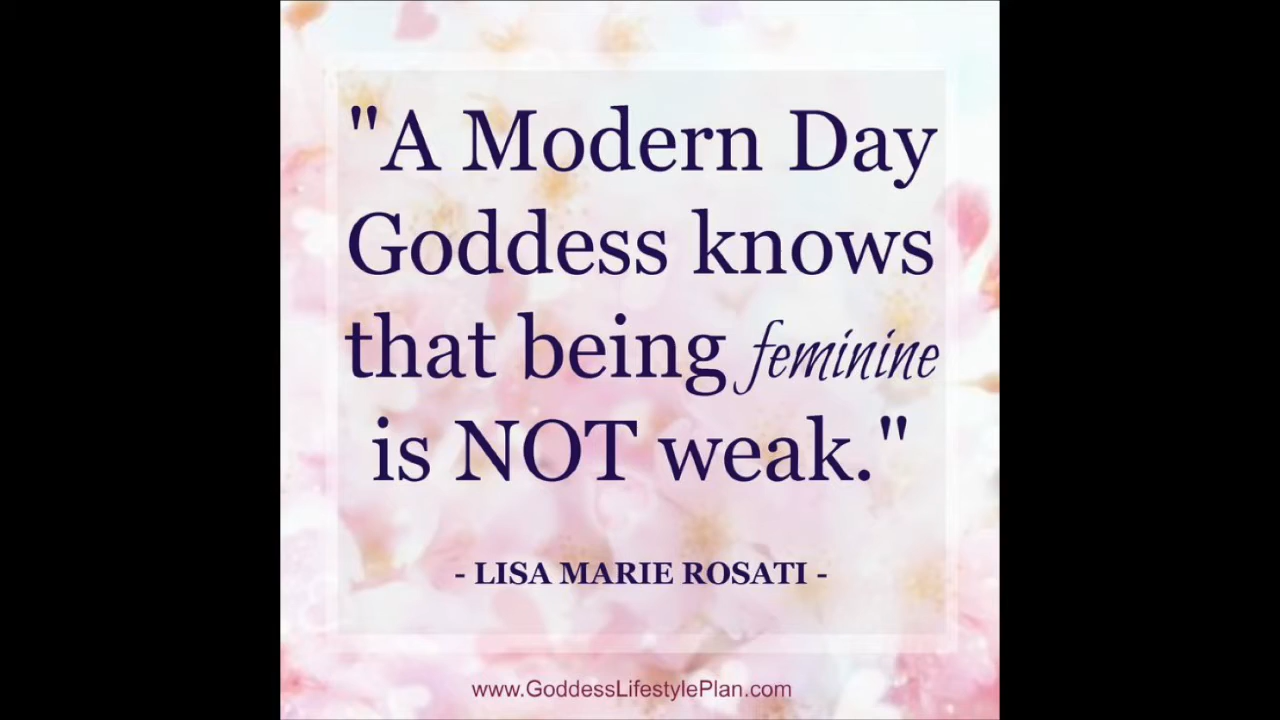 "A Modern Day
Goddess knows
that being feminine
is NOT weak."
- LISA MARIE ROSATI -
www.GoddessLifestylePlan.com